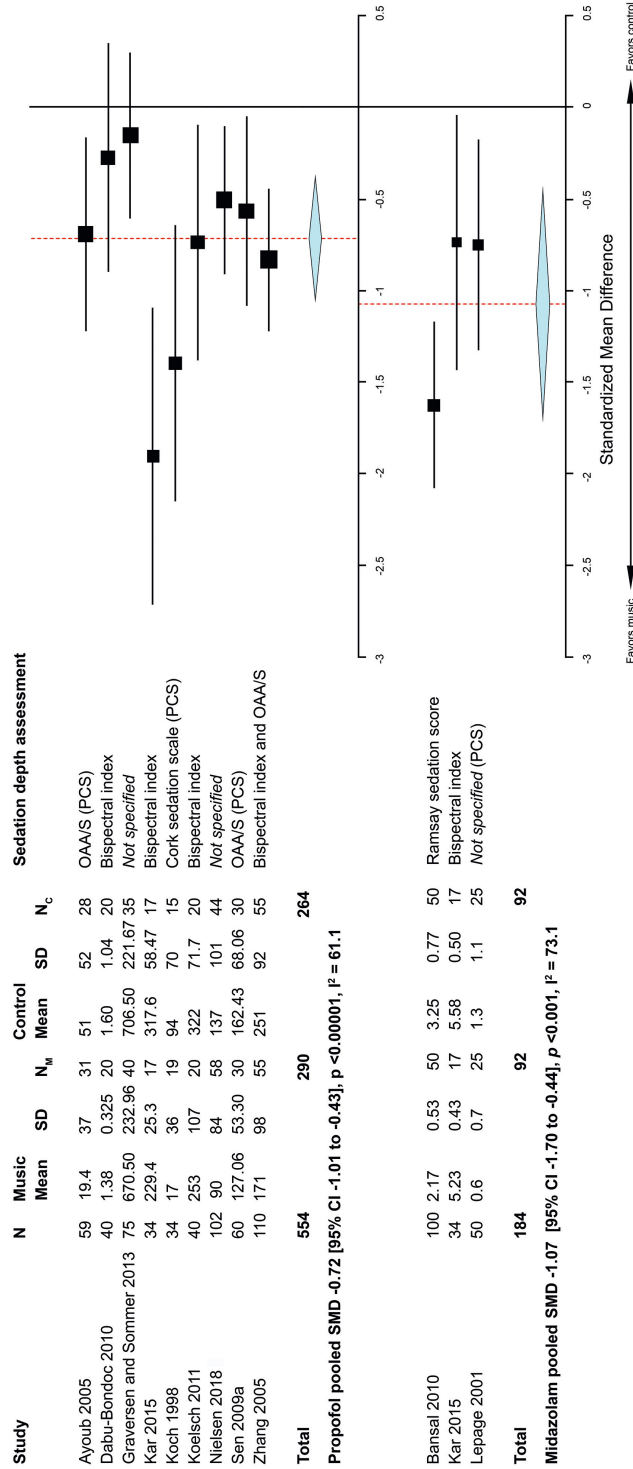 Study N Music Mean SD N_M Control Mean SD N_C Sedation depth assessment
Ayoub 2005 59 19.4 37 31 51 52 28 OAA/S (PCS)
Dabu-Bondoc 2010 40 1.38 0.325 20 1.60 1.04 20 Bispectral index
Graversen and Sommer 2013 75 670.50 232.96 40 706.50 221.67 35 Not specified
Kar 2015 34 229.4 25.3 17 317.6 58.47 17 Bispectral index
Koch 1998 34 17 36 19 94 70 15 Cork sedation scale (PCS)
Koelsch 2011 40 253 107 20 322 71.7 20 Bispectral index
Nielsen 2018 102 90 84 58 137 101 44 Not specified
Sen 2009a 60 127.06 53.30 30 162.43 68.06 30 OAA/S (PCS)
Zhang 2005 110 171 98 55 251 92 55 Bispectral index and OAA/S
Total 554 290 264
Propofol pooled SMD -0.72 [95% CI -1.01 to -0.43], p <0.00001, I² = 61.1
-3 -2.5 -2 -1.5 -1 -0.5 0 0.5
Bansal 2010 100 2.17 0.53 50 3.25 0.77 50 Ramsay sedation score
Kar 2015 34 5.23 0.43 17 5.58 0.50 17 Bispectral index
Lepage 2001 50 0.6 0.7 25 1.3 1.1 25 Not specified (PCS)
Total 184 92 92
Midazolam pooled SMD -1.07 [95% CI -1.70 to -0.44], p <0.001, I² = 73.1
-3 -2.5 -2 -1.5 -1 -0.5 0 0.5
Standardized Mean Difference
Favors music Favors control